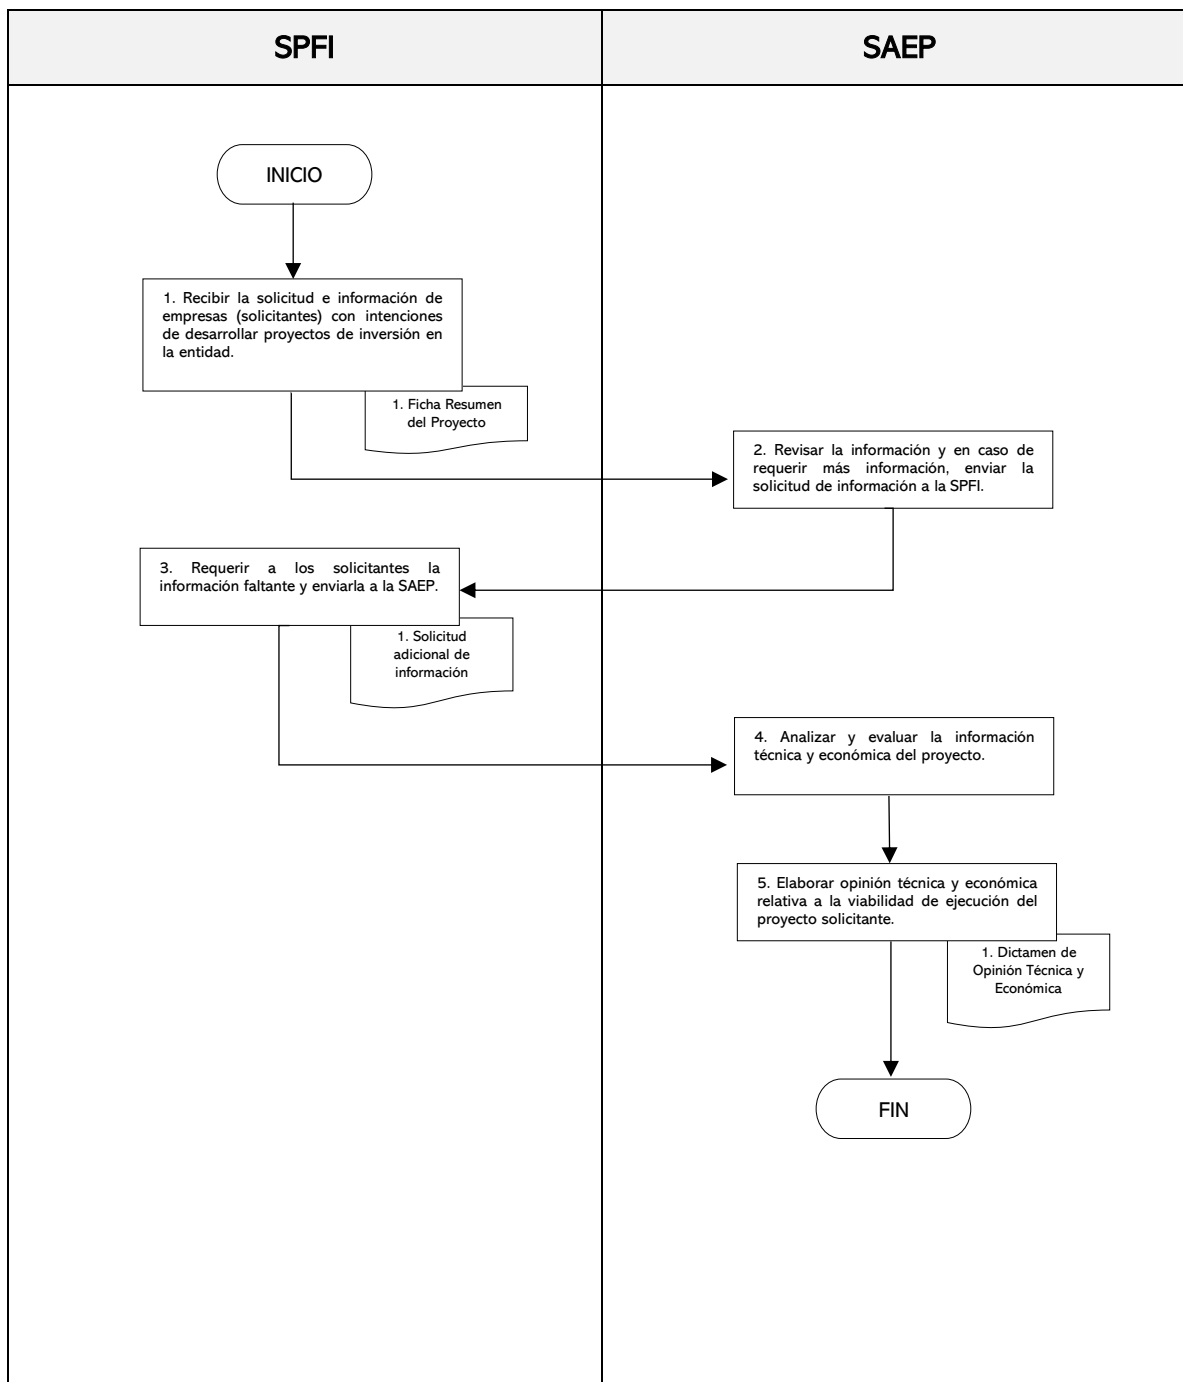 SPFI
SAEP
INICIO
1. Recibir la solicitud e información de
empresas (solicitantes) con intenciones
de desarrollar proyectos de inversión en
la entidad.
1. Ficha Resumen
del Proyecto
2. Revisar la información y en caso de
requerir más información, enviar la
solicitud de información a la SPFI.
3. Requerir a los solicitantes la
información faltante y enviarla a la SAEP.
1. Solicitud
adicional de
información
4. Analizar y evaluar la información
técnica y económica del proyecto.
5. Elaborar opinión técnica y económica
relativa a la viabilidad de ejecución del
proyecto solicitante.
1. Dictamen de
Opinión Técnica y
Económica
FIN